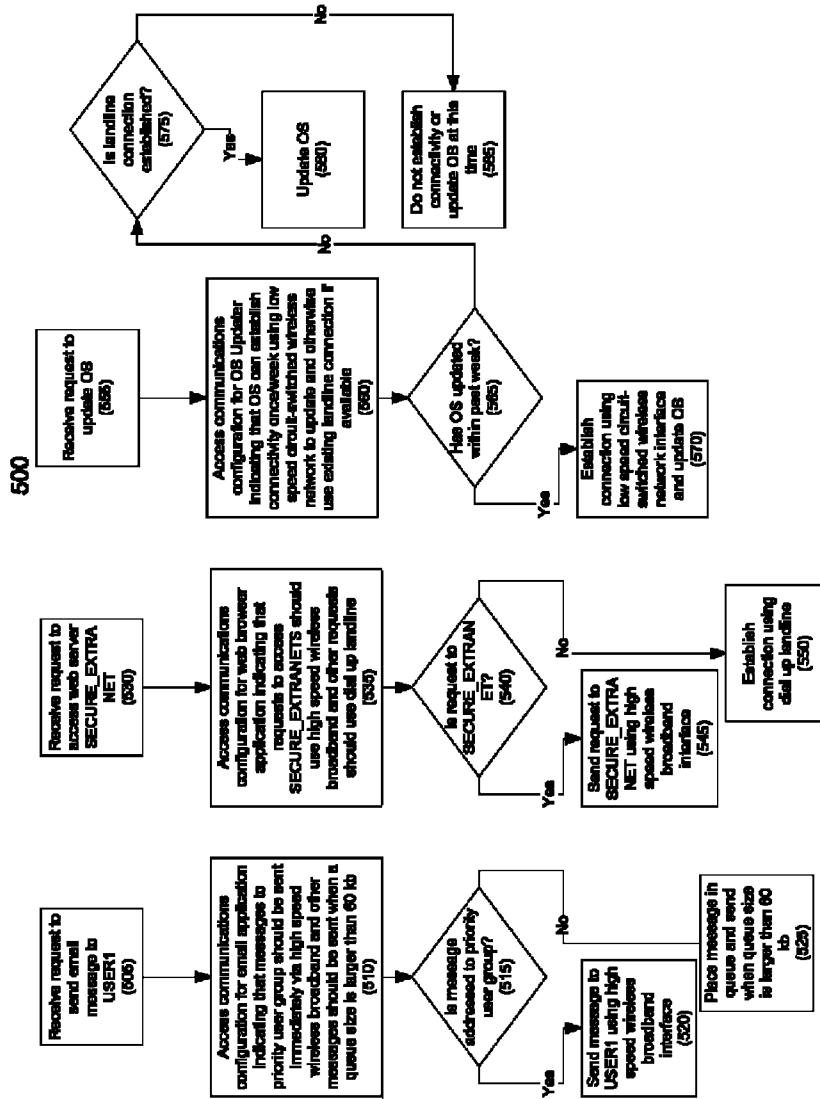 500
Receive request to
send email
message to
USER1
(505)
Access communications
configuration for email application
indicating that messages to
priority user group should be sent
immediately via high speed
wireless broadband and other
messages should be sent when a
queue size is larger than 60 kb
(510)
Is message
addressed to priority
user group?
(515)
Yes
No
Send message to
USER1 using high
speed wireless
broadband
interface
(520)
Place message in
queue and send
when queue size
is larger than 60
kb
(525)
Receive request to
access web server
SECURE_EXTRA
NET
(530)
Access communications
configuration for web browser
application indicating that
requests to access
SECURE_EXTRANETS should
use high speed wireless
broadband and other requests
should use dial up landline
(535)
Is request to
SECURE_EXTRAN
ET?
(540)
Yes
No
Send request to
SECURE_EXTRA
NET using high
speed wireless
broadband
interface
(545)
Establish
connection using
dial up landline
(550)
Receive request to
update OS
(555)
Access communications
configuration for OS Updater
indicating that OS can establish
connectivity once/week using low
speed circuit-switched wireless
network to update and otherwise
use existing landline connection if
available
(560)
Has OS updated
within past week?
(565)
Yes
No
Establish
connection using
low speed circuit-
switched wireless
network interface
and update OS
(570)
Is landline
connection
established?
(575)
Yes
No
Update OS
(580)
Do not establish
connectivity or
update OS at this
time
(585)